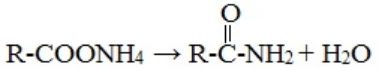 O
R-COONH4 → R-C-NH2 + H2O